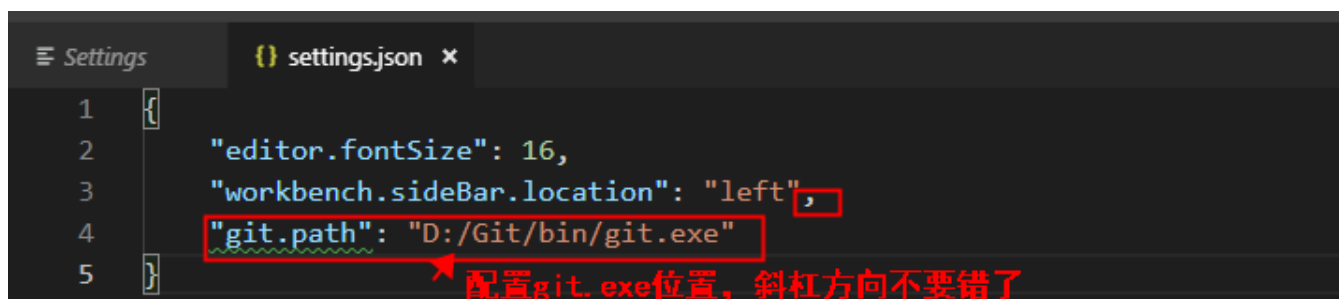 Settings {} settings.json ×
1 {
2 "editor.fontSize": 16,
3 "workbench.sideBar.location": "left",
4 "git.path": "D:/Git/bin/git.exe"
5 }
配置git.exe位置，斜杠方向不要错了